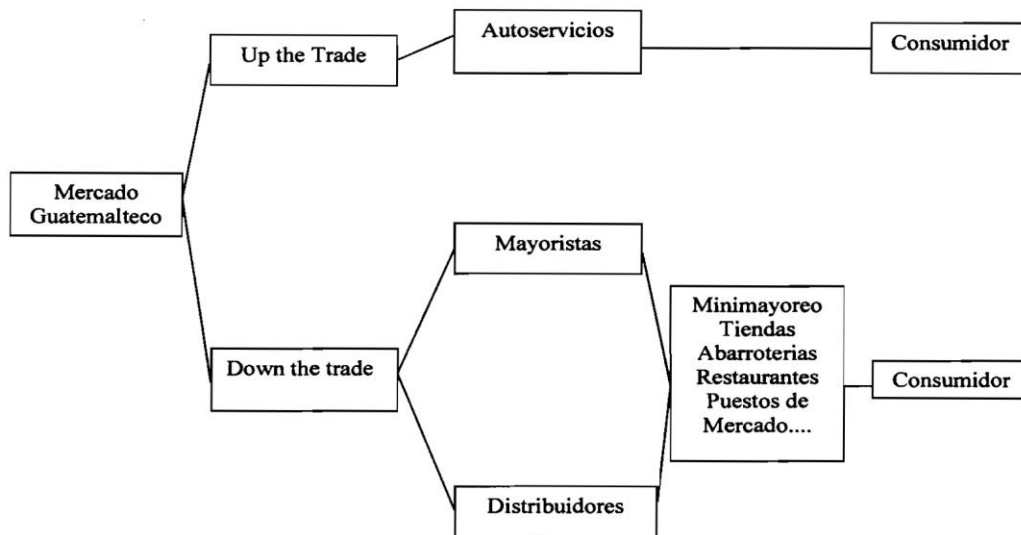 Autoservicios
Up the Trade
Consumidor
Mercado
Guatemalteco
Mayoristas
Minimayoreo
Tiendas
Abarroterias
Restaurantes
Puestos de
Mercado....
Down the trade
Consumidor
Distribuidores